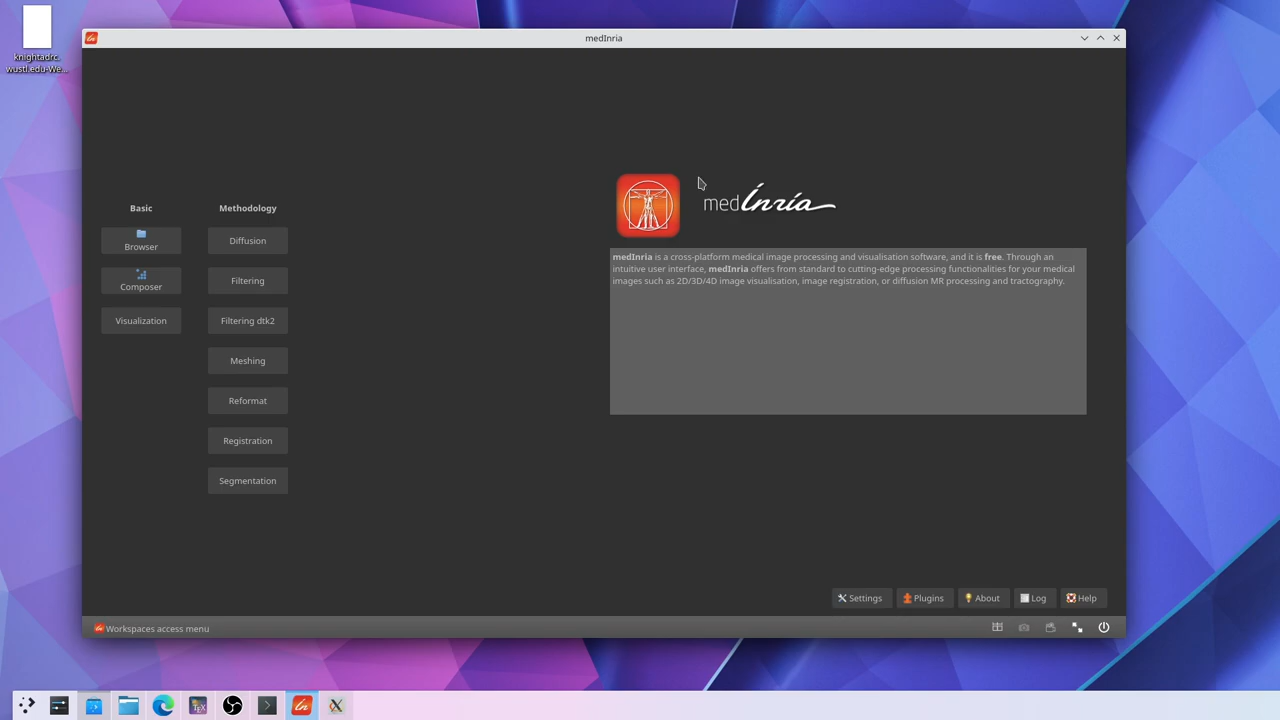 knightadrc.
wustl.edu-We...
medInria
Basic
Methodology
Browser
Composer
Visualization
Diffusion
Filtering
Filtering dtk2
Meshing
Reformat
Registration
Segmentation
medInria
medInria is a cross-platform medical image processing and visualisation software, and it is free. Through an
intuitive user interface, medInria offers from standard to cutting-edge processing functionalities for your medical
images such as 2D/3D/4D image visualisation, image registration, or diffusion MR processing and tractography.
Settings
Plugins
About
Log
Help
Workspaces access menu